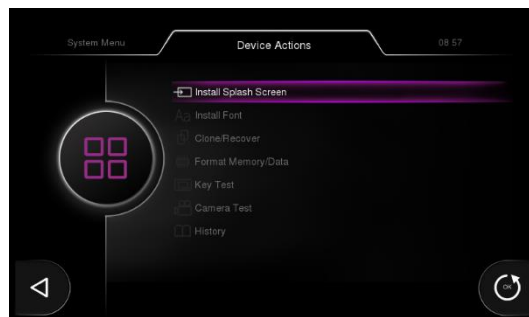 System Menu
Device Actions
08 57
Install Splash Screen
Aa Install Font
Clone/Recover
Format Memory/Data
Key Test
Camera Test
History
OK